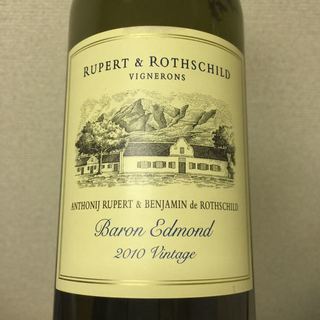 RUPERT & ROTHSCHILD
VIGNERONS
ANTHONIJ RUPERT & BENJAMIN de ROTHSCHILD
Baron Edmond
2010 Vintage